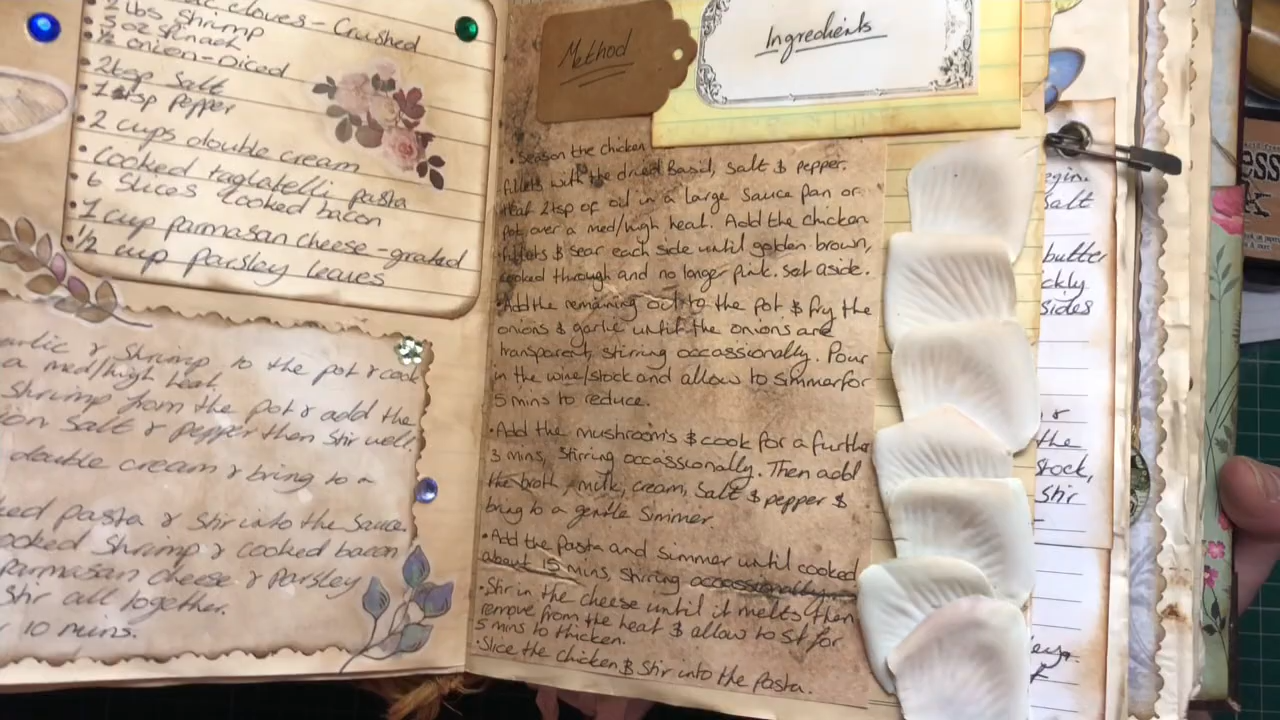 cloves - Crushed
2 lbs shrimp
5 oz spinach
½ onion - Diced
2tsp Salt
1 tsp Pepper
2 cups double cream
Cooked taglatelli pasta
6 Slices cooked bacon
1 cup parmasan cheese - grated
½ cup Parsley leaves
& Shrimp to the pot & cook
a med/high heat.
Shrimp from the pot & add the
Salt & pepper then stir well.
double cream & bring to a
pasta & stir into the sauce
Shrimp & cooked bacon
Parmasan cheese & Parsley
Stir all together.
10 mins.
Method
Ingredients
• Season the chicken
fillets with the dried basil, salt & pepper.
Heat 2tsp of oil in a large sauce pan or
pot over a med/high heat. Add the chicken
fillets & sear each side until golden brown,
cooked through and no longer pink. Set aside.
• Add the remaining oil to the pot & fry the
onions & garlic until the onions are
transparent, stirring occassionally. Pour
in the wine/stock and allow to simmer for
5 mins to reduce.
• Add the mushrooms & cook for a further
3 mins, stirring occassionally. Then add
the broth, milk, cream, salt & pepper &
bring to a gentle simmer.
• Add the pasta and simmer until cooked
about 15 mins, stirring occassionally.
• Stir in the cheese until it melts then
remove from the heat & allow to sit for
5 mins to thicken.
• Slice the chicken & stir into the pasta.
Salt
butter
sides
&
the
stock,
stir